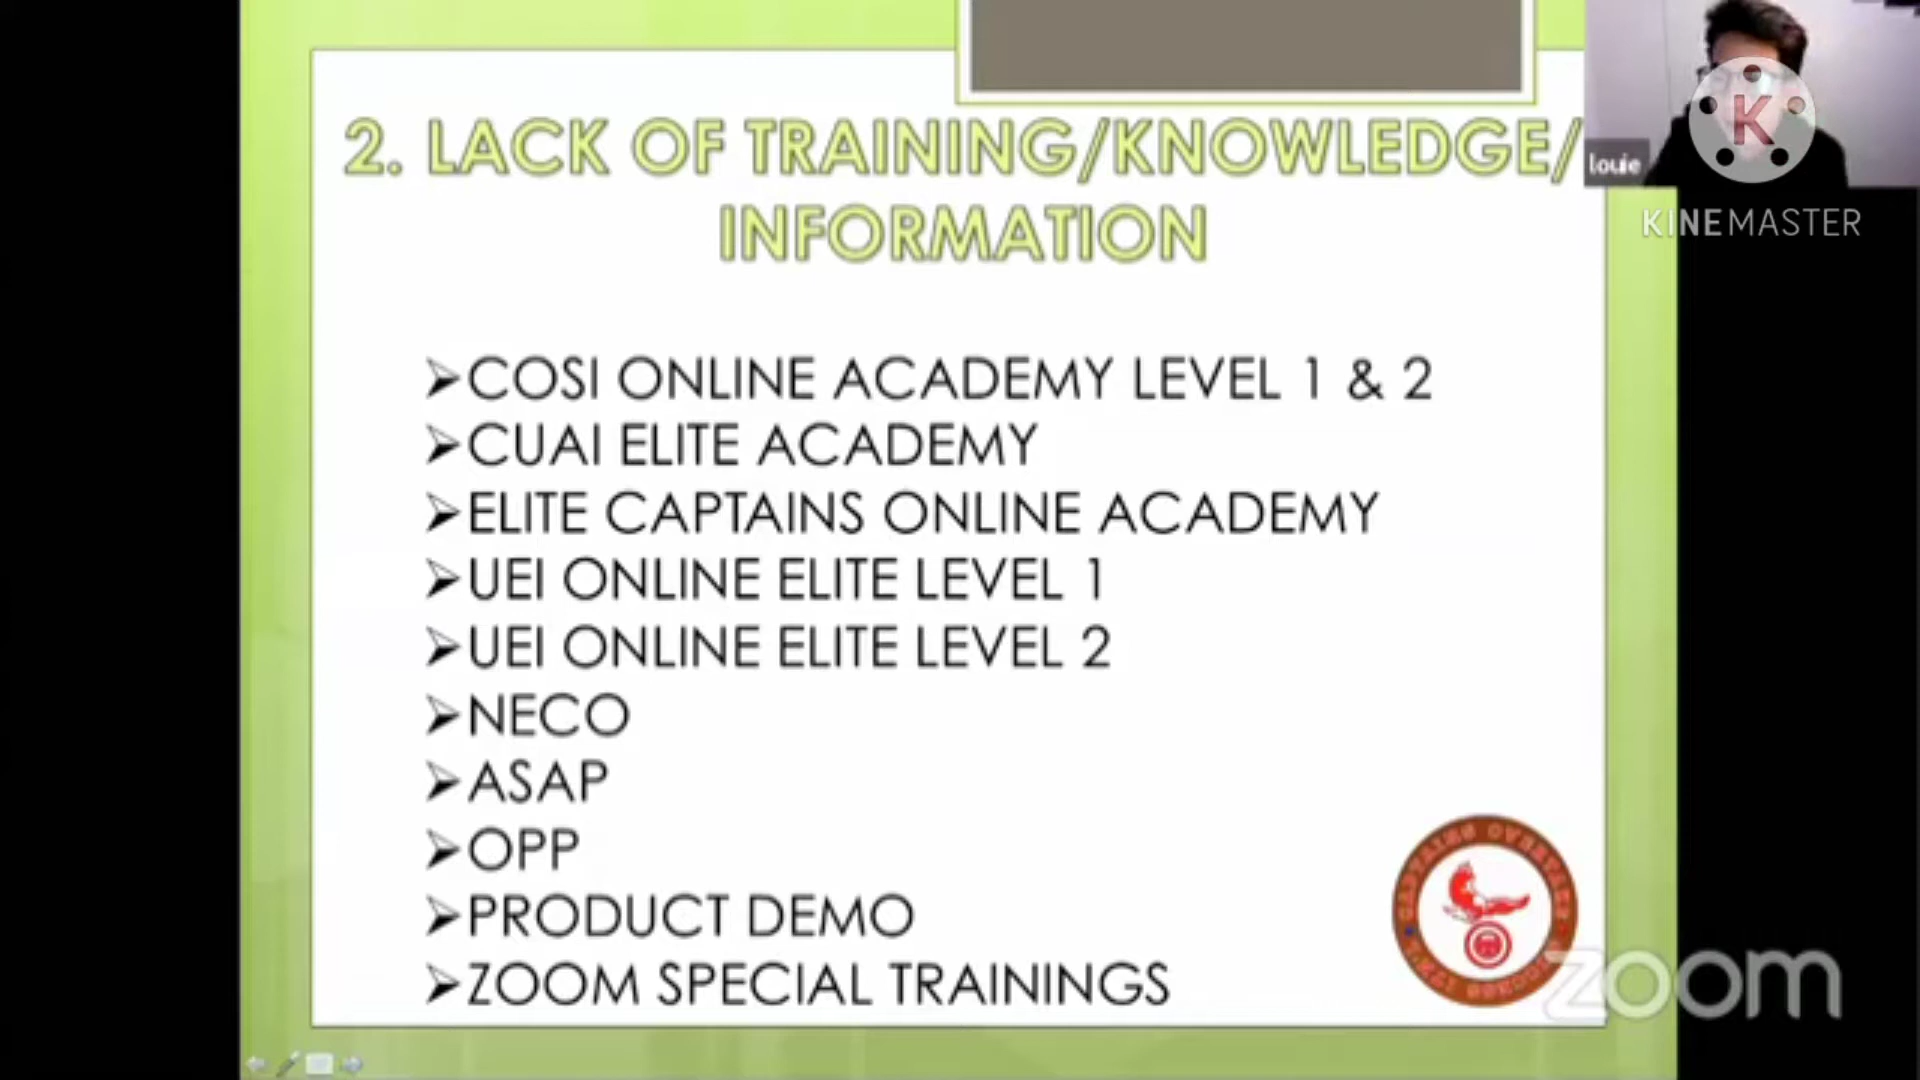 2. LACK OF TRAINING/KNOWLEDGE/
INFORMATION
COSI ONLINE ACADEMY LEVEL 1 & 2
CUAI ELITE ACADEMY
ELITE CAPTAINS ONLINE ACADEMY
UEI ONLINE ELITE LEVEL 1
UEI ONLINE ELITE LEVEL 2
NECO
ASAP
OPP
PRODUCT DEMO
ZOOM SPECIAL TRAININGS
K
louie
KINEMASTER
CAPTAINS
zoom